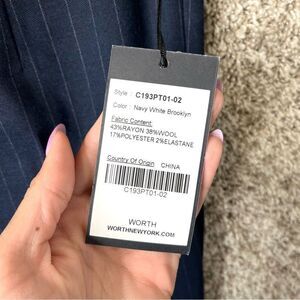 Style : C193PT01-02
Color : Navy White Brooklyn
Fabric Content:
43%RAYON 38%WOOL
17%POLYESTER 2%ELASTANE
Country Of Origin CHINA
C193PT01-02
WORTH
WORTHNEWYORK.COM